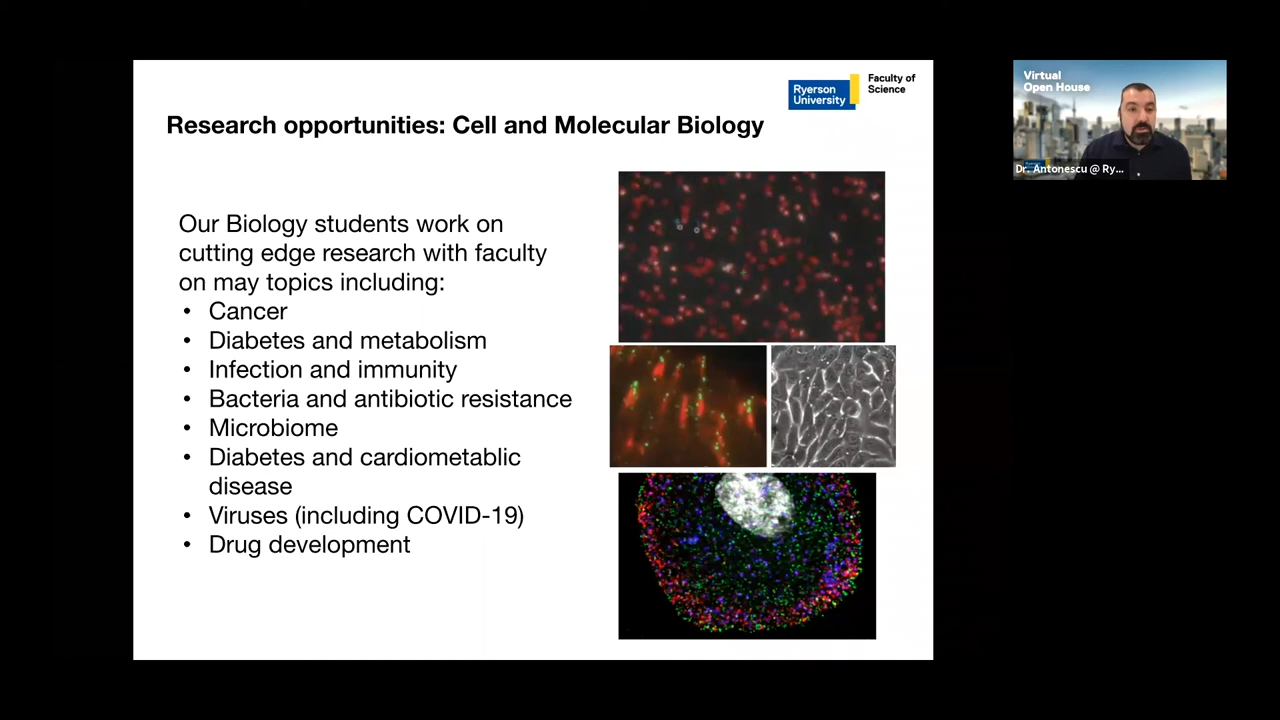 Ryerson
University
Faculty of
Science
Research opportunities: Cell and Molecular Biology
Our Biology students work on
cutting edge research with faculty
on may topics including:
• Cancer
• Diabetes and metabolism
• Infection and immunity
• Bacteria and antibiotic resistance
• Microbiome
• Diabetes and cardiometablic
disease
• Viruses (including COVID-19)
• Drug development
Virtual
Open House
Dr. Antonescu @ Ry...